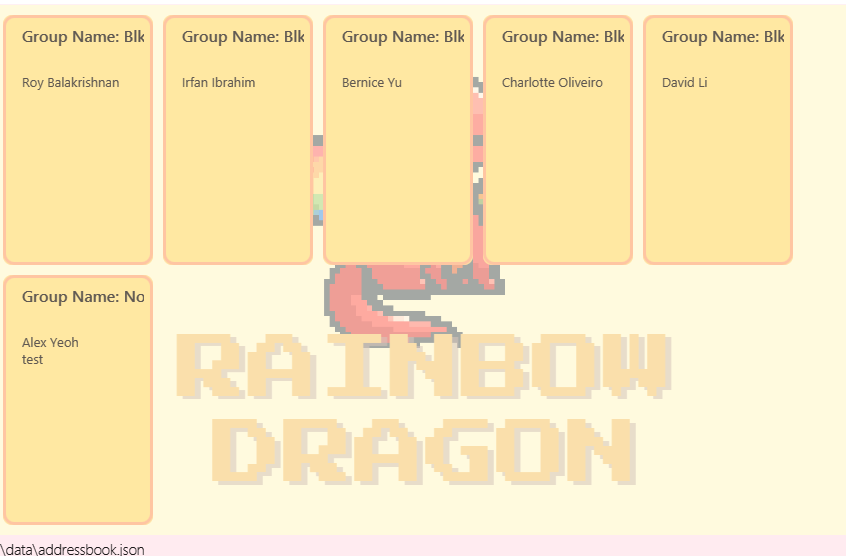 Group Name: Blk
Group Name: Blk
Group Name: Blk
Group Name: Blk
Group Name: Blk
Roy Balakrishnan
Irfan Ibrahim
Bernice Yu
Charlotte Oliveiro
David Li
Group Name: No
Alex Yeoh
test
RAINBOW
DRAGON
\data\addressbook.json